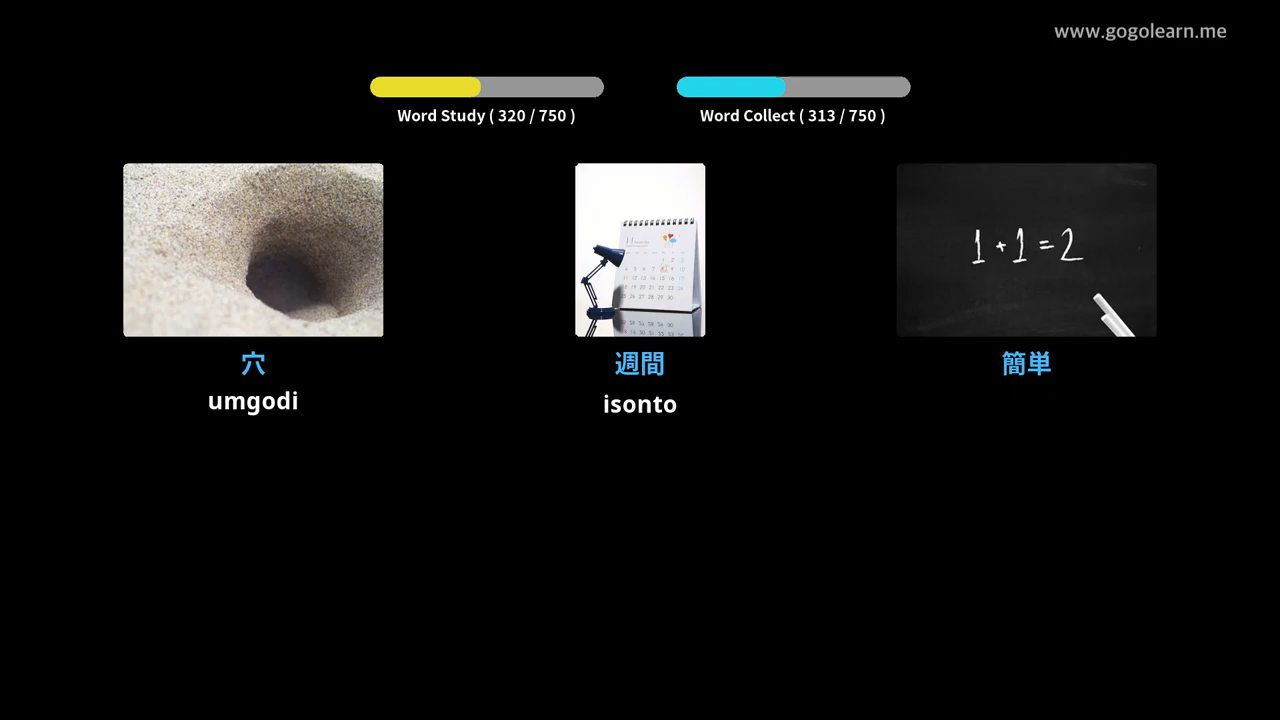 www.gogolearn.me
Word Study ( 320 / 750 )
Word Collect ( 313 / 750 )
1 + 1 = 2
穴
週間
簡単
umgodi
isonto